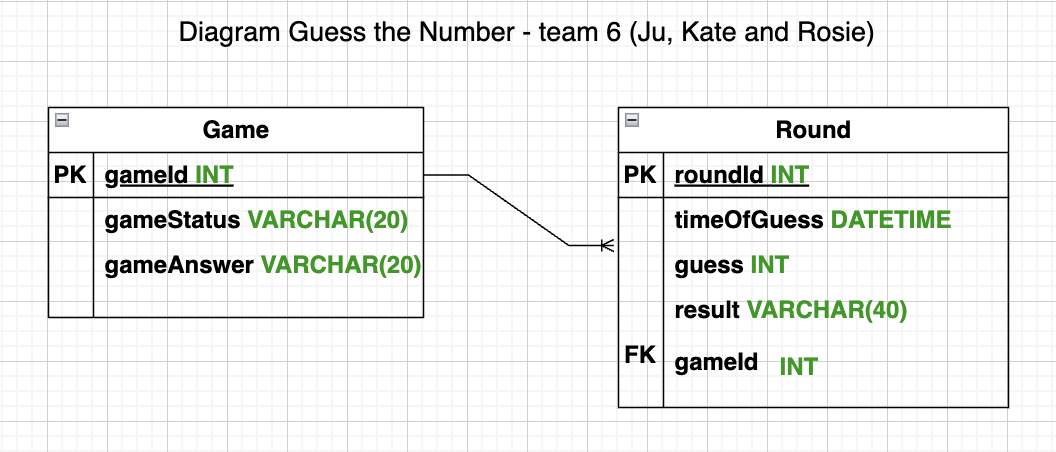 Diagram Guess the Number - team 6 (Ju, Kate and Rosie)
Game
PK gameId INT
gameStatus VARCHAR(20)
gameAnswer VARCHAR(20)
Round
PK roundId INT
timeOfGuess DATETIME
guess INT
result VARCHAR(40)
FK gameId INT